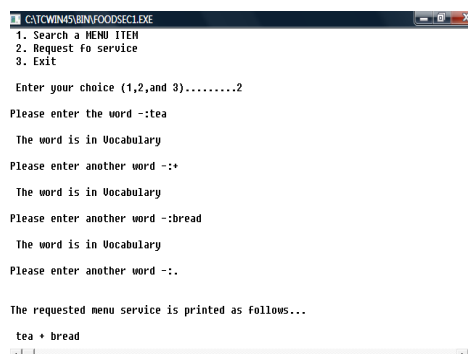 C:\TCWIN45\BIN\FOODSEC1.EXE
1. Search a MENU ITEM
2. Request fo service
3. Exit
Enter your choice (1,2,and 3).........2
Please enter the word -:tea
The word is in Vocabulary
Please enter another word -:+
The word is in Vocabulary
Please enter another word -:bread
The word is in Vocabulary
Please enter another word -:.
The requested menu service is printed as follows...
tea + bread